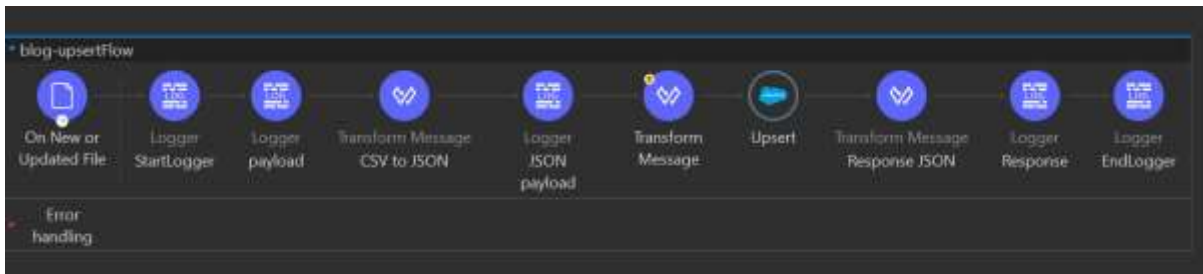 blog-upsertFlow
On New or
Updated File
Logger
StartLogger
Logger
payload
Transform Message
CSV to JSON
Logger
JSON
payload
Transform
Message
Upsert
Transform Message
Response JSON
Logger
Response
Logger
EndLogger
Error
handling